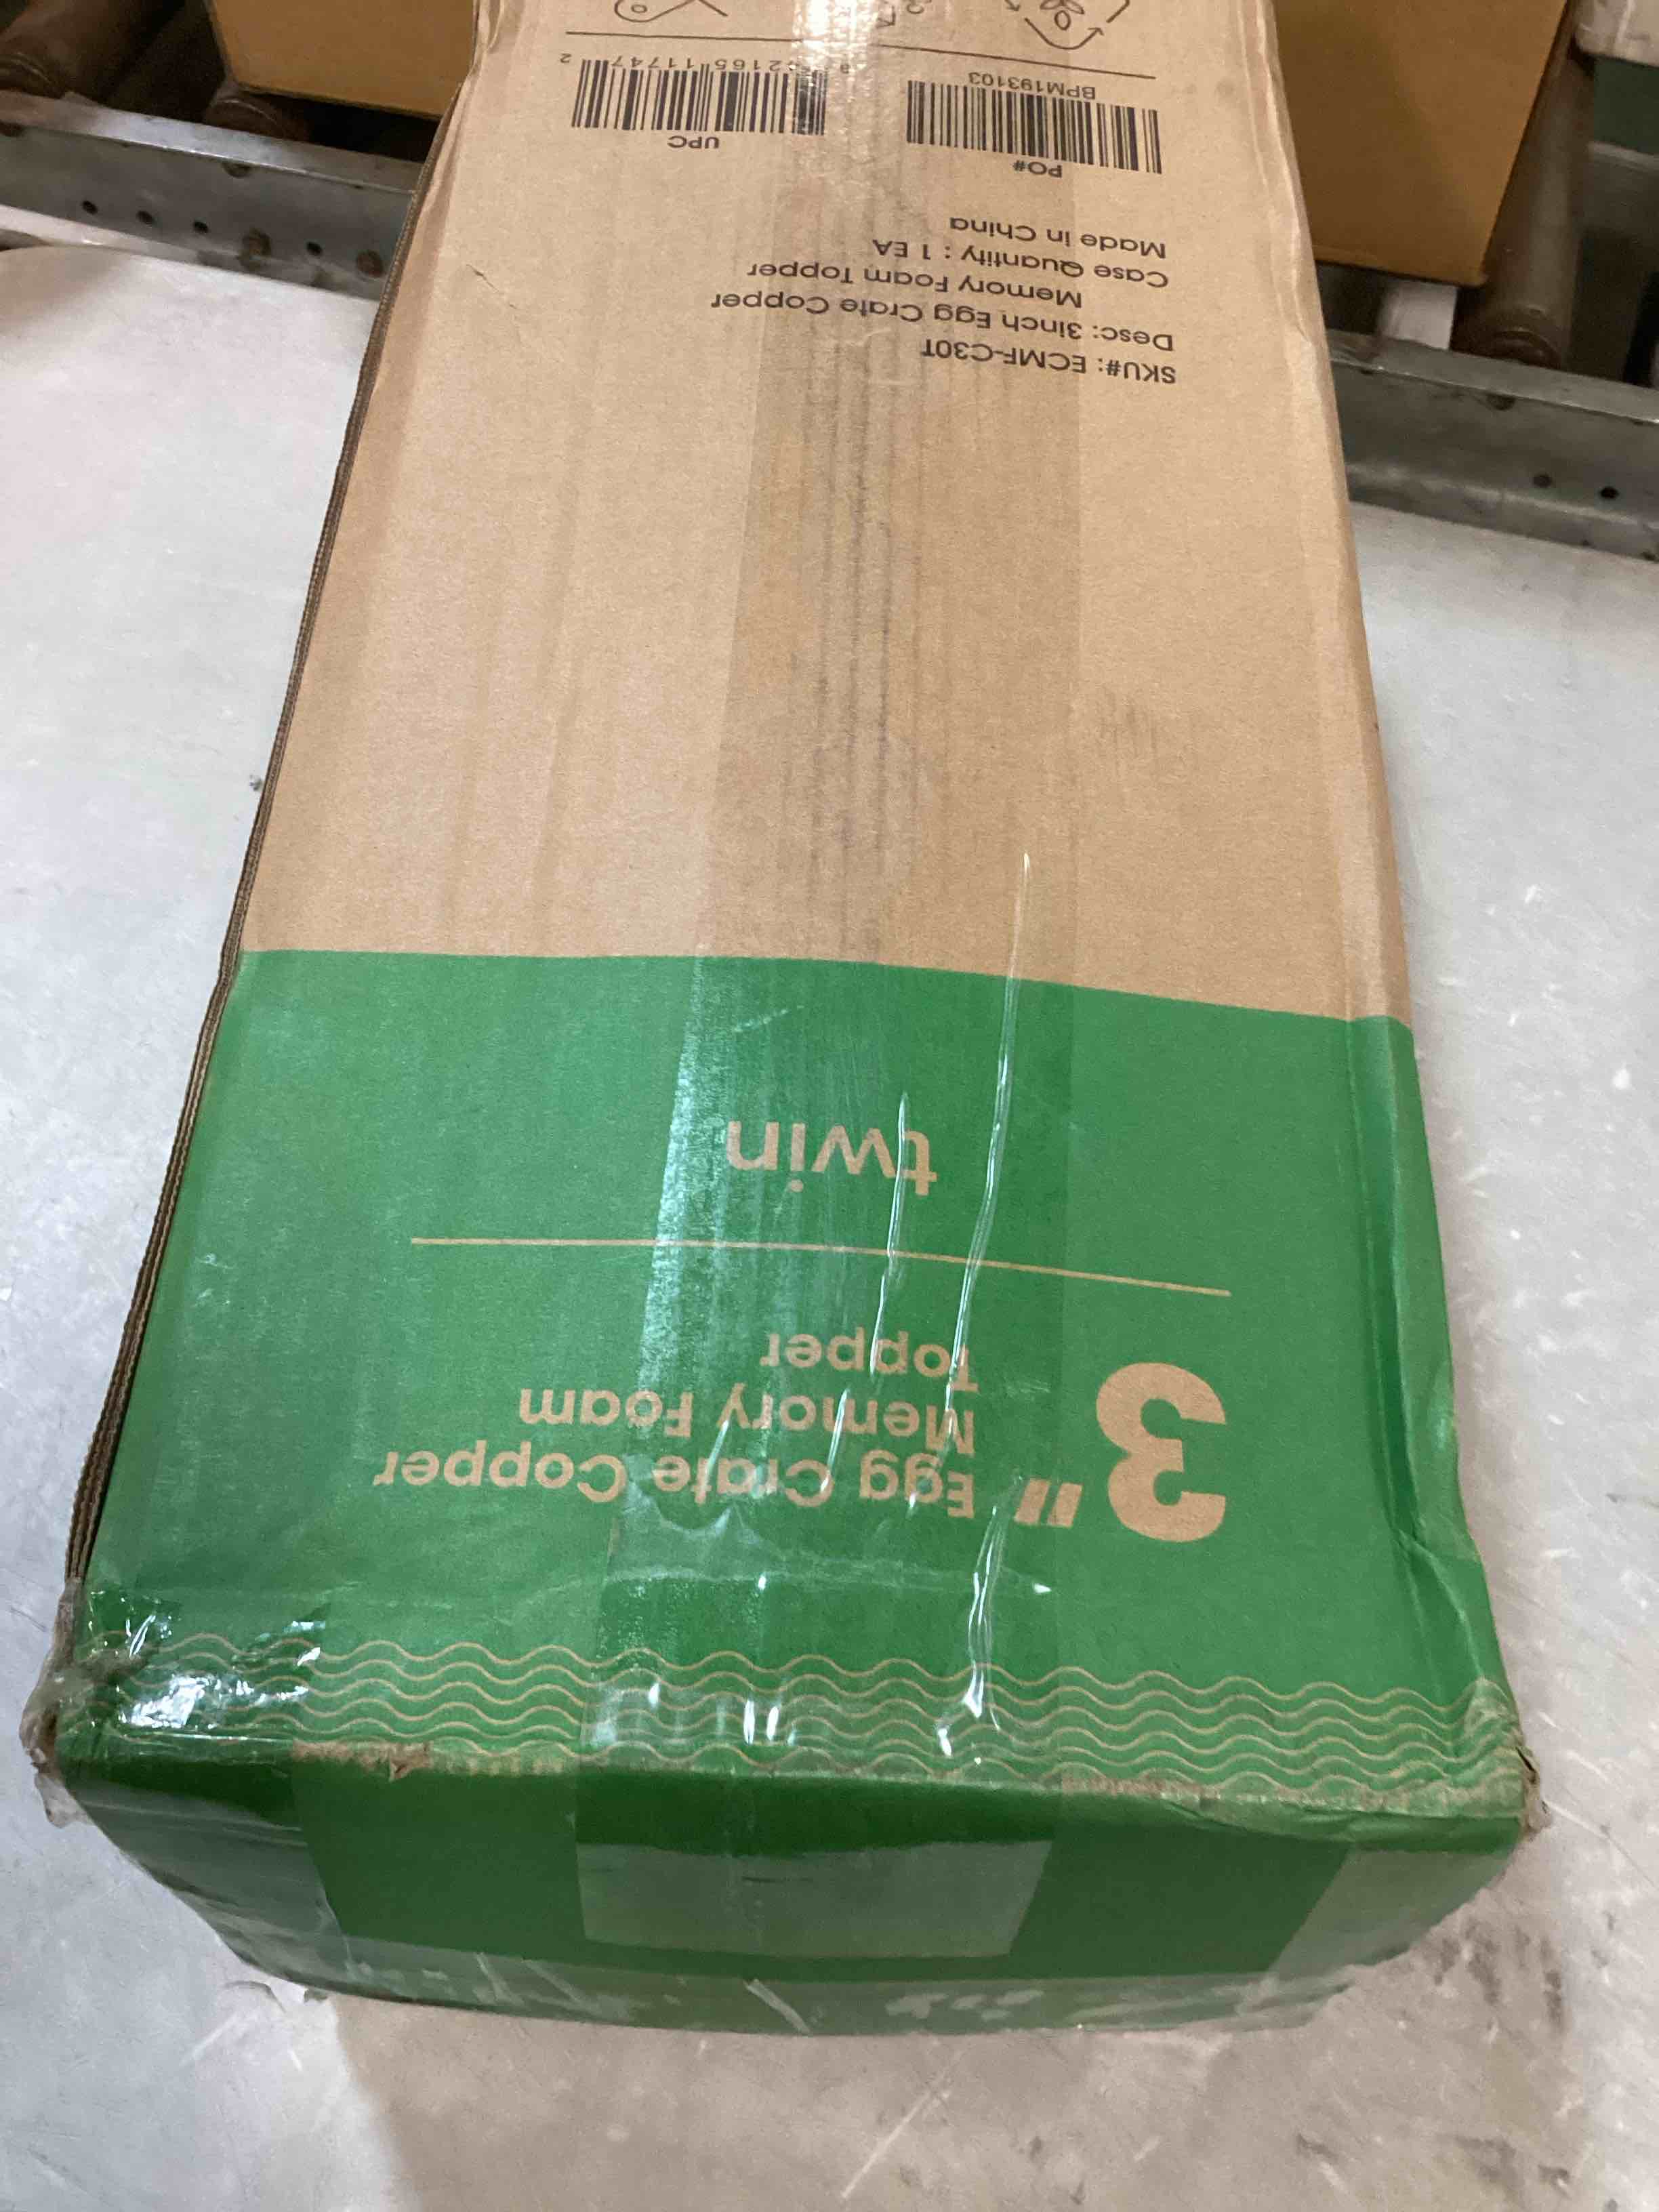 3" Egg Crate Copper
Memory Foam
Topper
twin
SKU#: ECMF-C30T
Desc: 3inch Egg Crate Copper
Memory Foam Topper
Case Quantity : 1 EA
Made in China
PO#
UPC
BPM193103